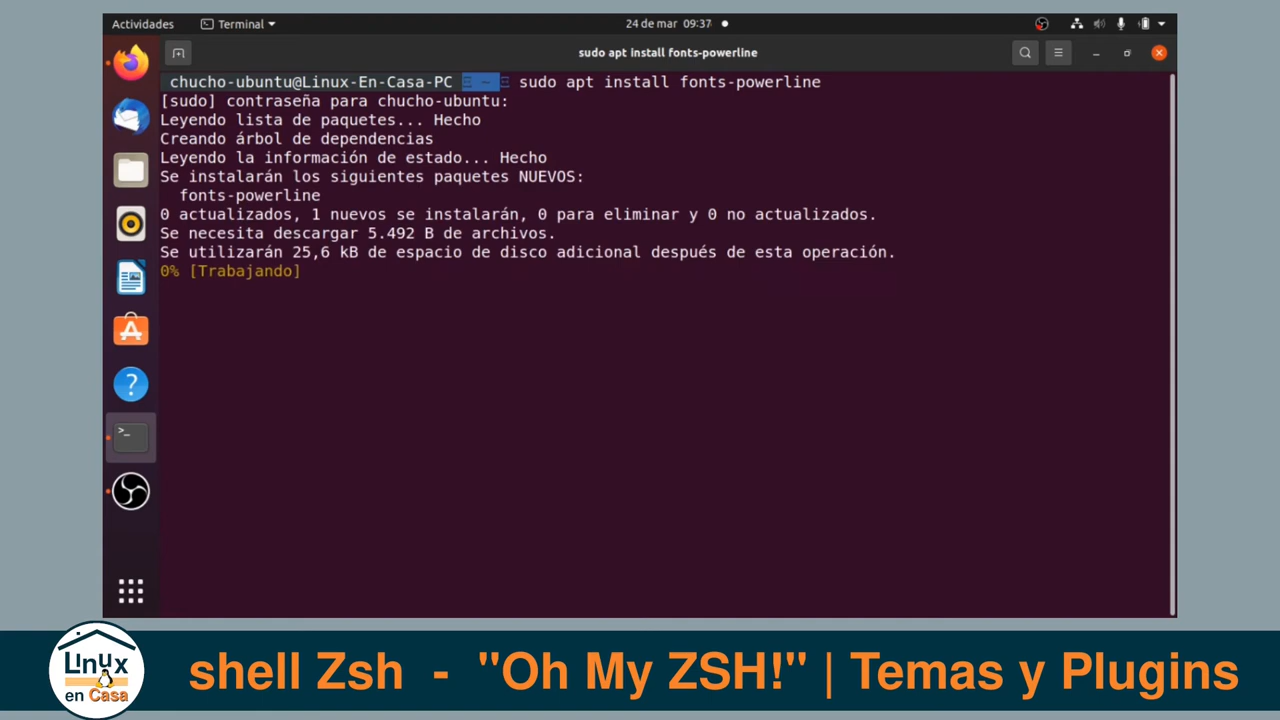 Actividades
Terminal
24 de mar 09:37
sudo apt install fonts-powerline
chucho-ubuntu@Linux-En-Casa-PC ~ sudo apt install fonts-powerline
[sudo] contraseña para chucho-ubuntu:
Leyendo lista de paquetes... Hecho
Creando árbol de dependencias
Leyendo la información de estado... Hecho
Se instalarán los siguientes paquetes NUEVOS:
fonts-powerline
0 actualizados, 1 nuevos se instalarán, 0 para eliminar y 0 no actualizados.
Se necesita descargar 5.492 B de archivos.
Se utilizarán 25,6 kB de espacio de disco adicional después de esta operación.
0% [Trabajando]
Linux
en Casa
shell Zsh - "Oh My ZSH!" | Temas y Plugins